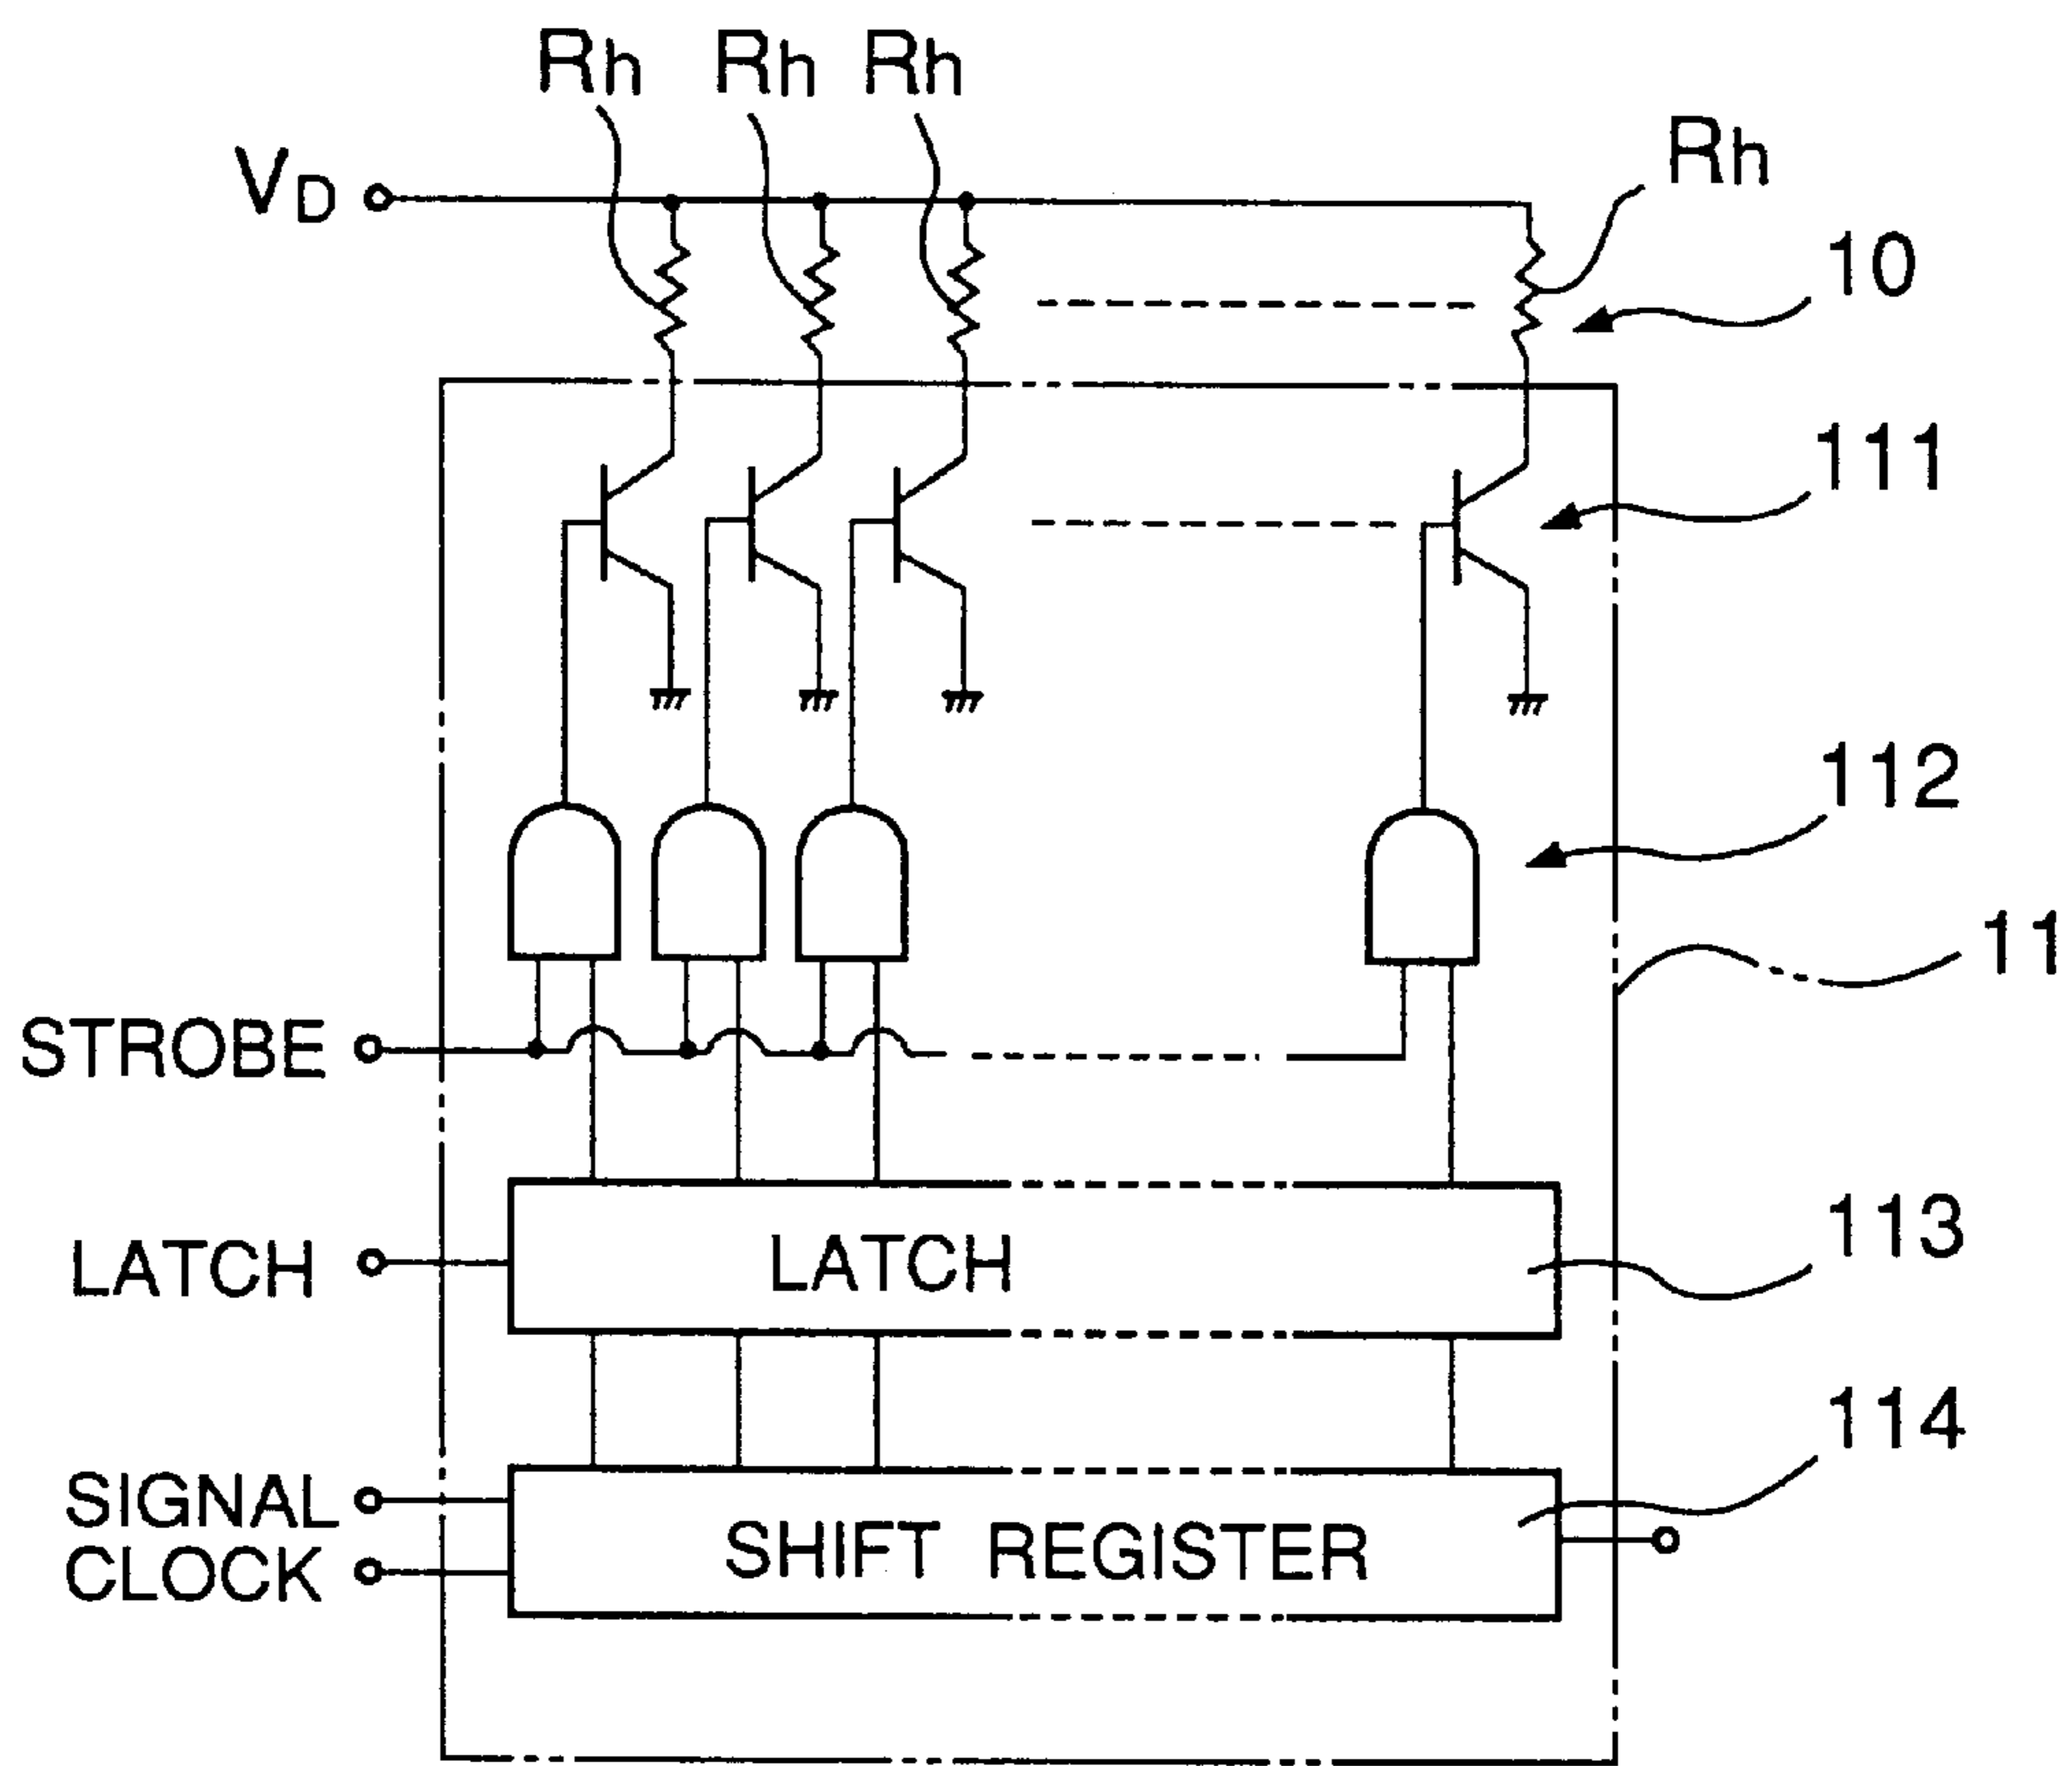 Rh Rh Rh
Rh
VD
10
111
112
11
STROBE
LATCH
LATCH
113
114
SIGNAL
CLOCK
SHIFT REGISTER